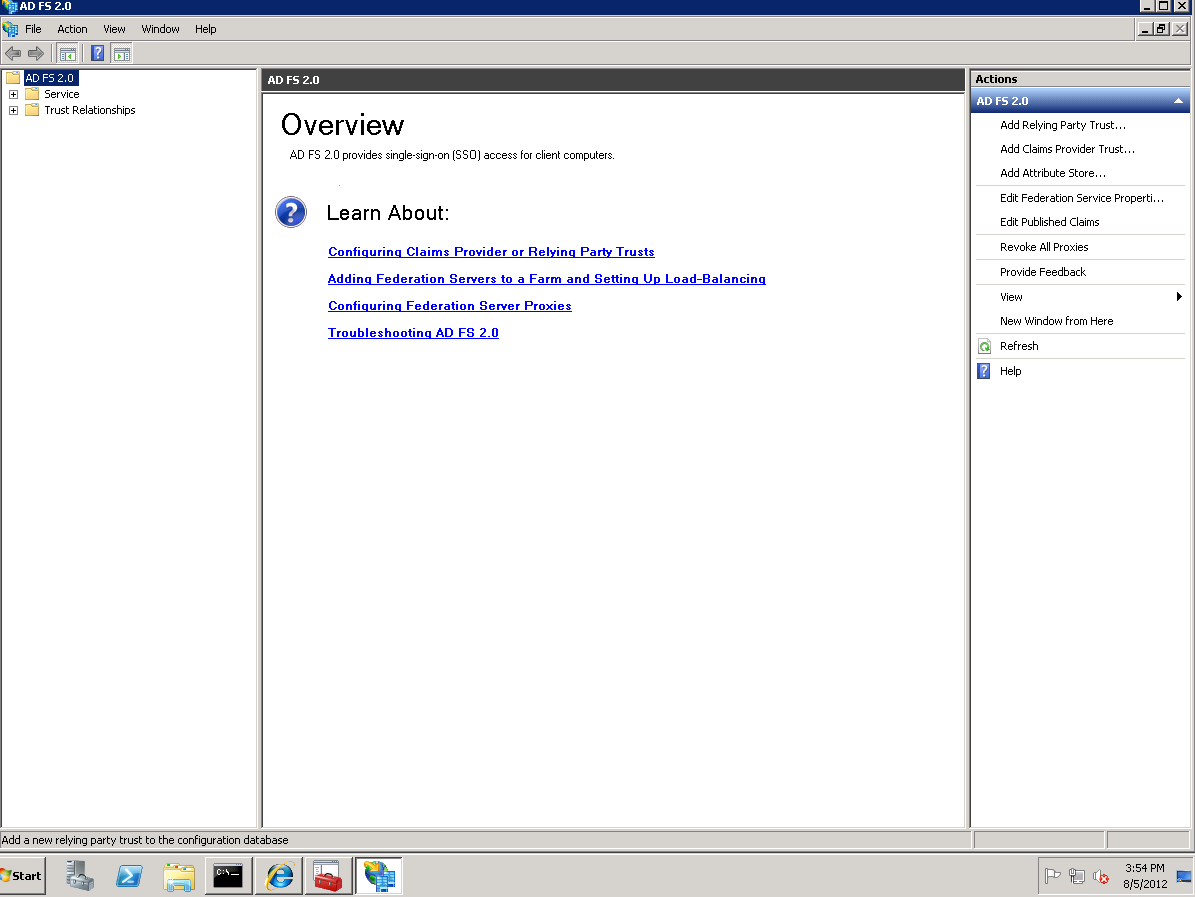 AD FS 2.0
File Action View Window Help
AD FS 2.0
Service
Trust Relationships
AD FS 2.0
Overview
AD FS 2.0 provides single-sign-on (SSO) access for client computers.
Learn About:
Configuring Claims Provider or Relying Party Trusts
Adding Federation Servers to a Farm and Setting Up Load-Balancing
Configuring Federation Server Proxies
Troubleshooting AD FS 2.0
Actions
AD FS 2.0
Add Relying Party Trust...
Add Claims Provider Trust...
Add Attribute Store...
Edit Federation Service Properti...
Edit Published Claims
Revoke All Proxies
Provide Feedback
View
New Window from Here
Refresh
Help
Add a new relying party trust to the configuration database
Start
C:\
3:54 PM
8/5/2012